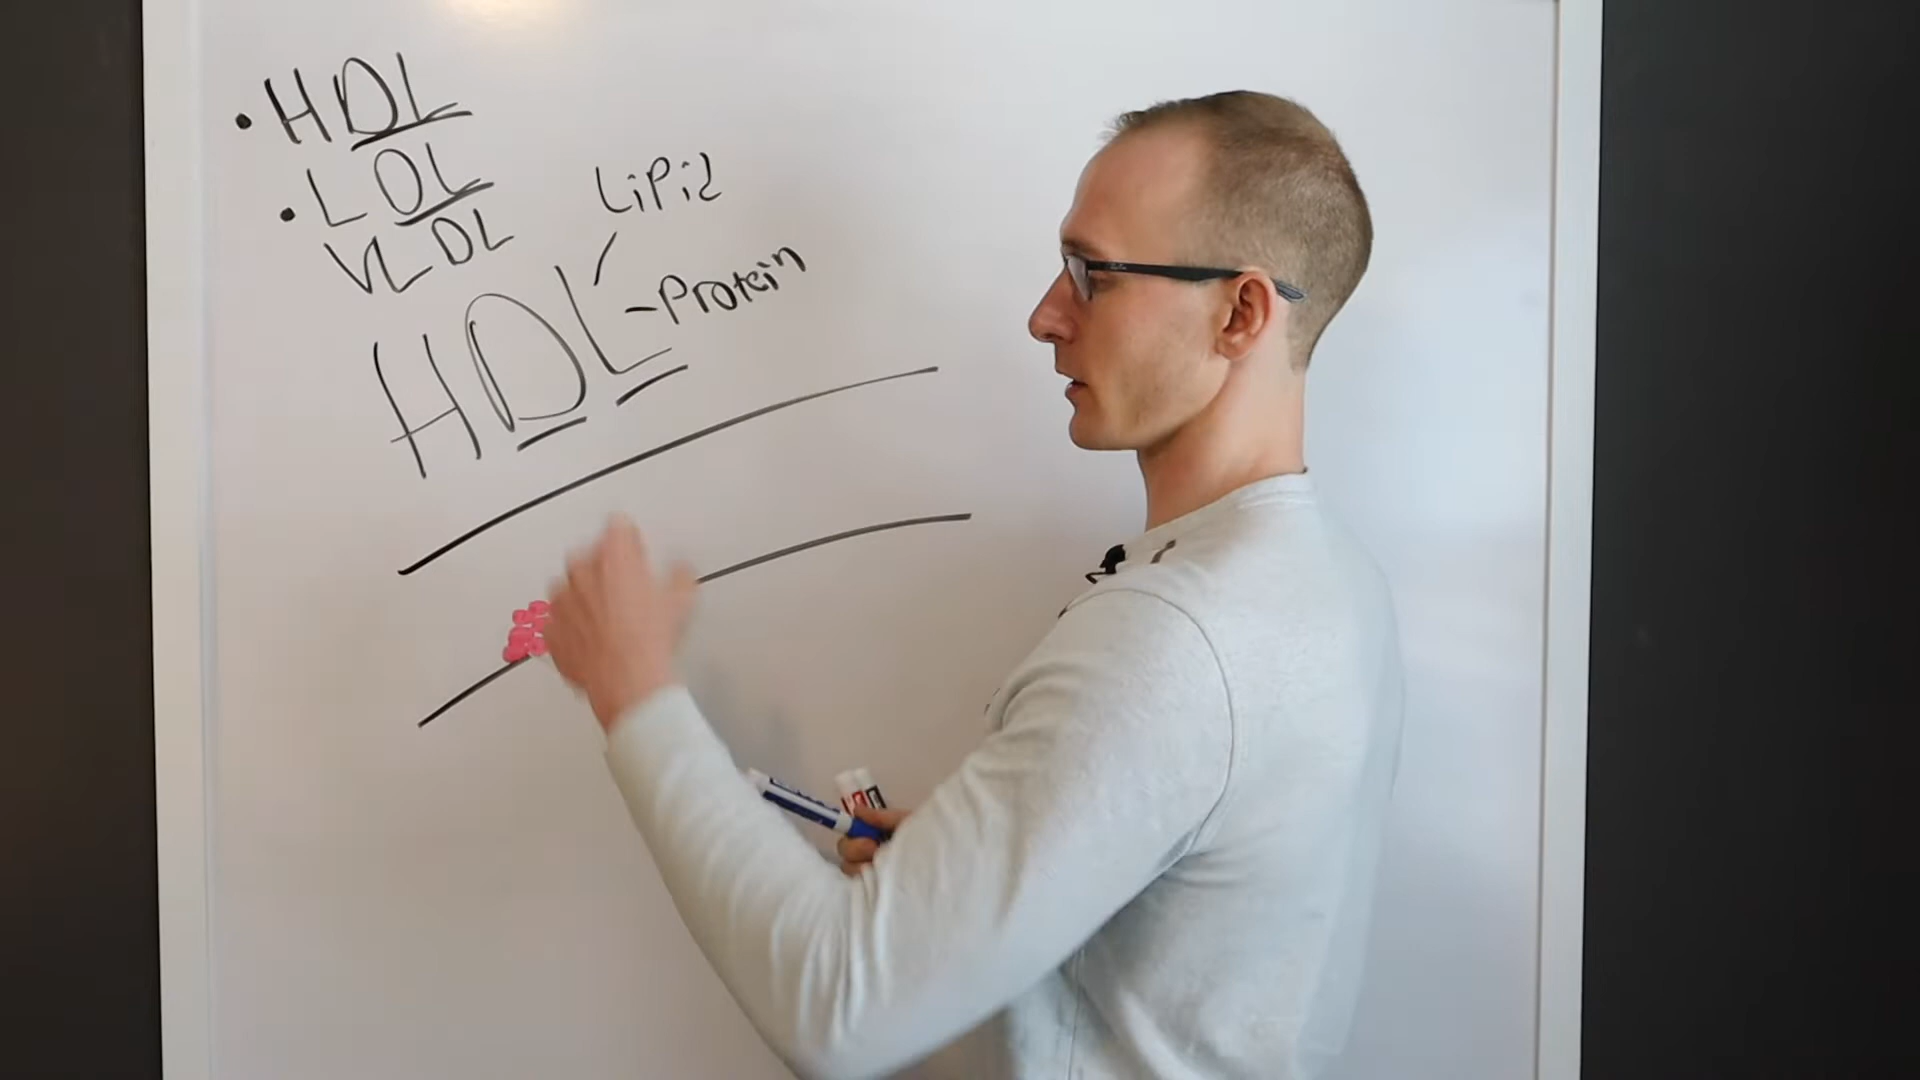 • HDL
• LDL
VLDL
Lipid
HDL
- Protein